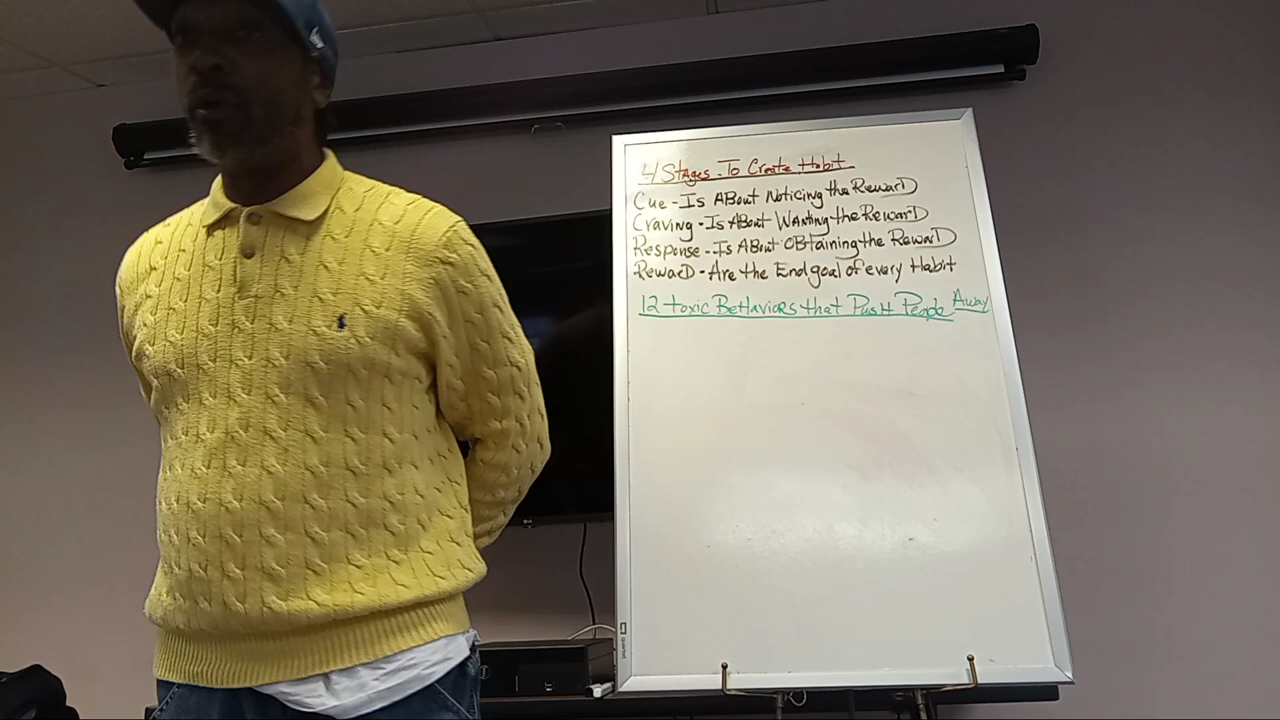 4 Stages - To Create Habit
Cue - Is About Noticing the Reward
Craving - Is About Wanting the Reward
Response - Is About Obtaining the Reward
Reward - Are the End goal of every Habit
12 toxic Behaviors that Push People Away
quartet